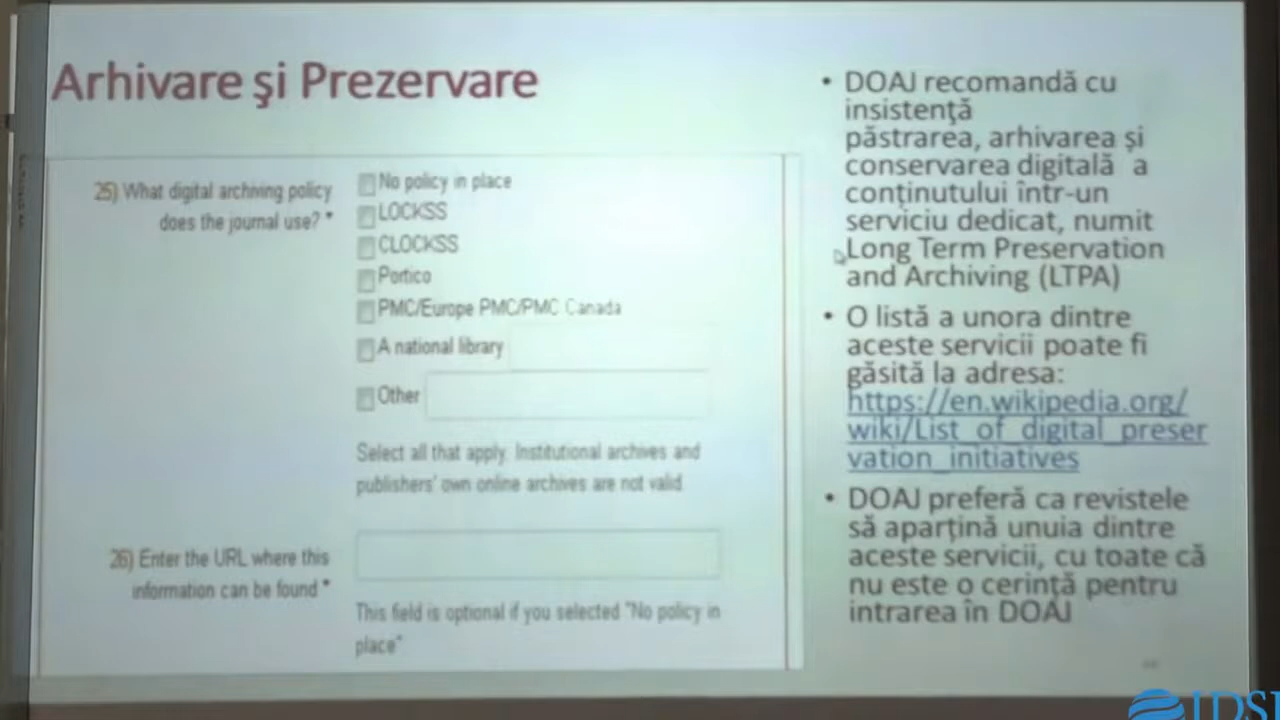 Arhivare şi Prezervare
25) What digital archiving policy
does the journal use? *
No policy in place
LOCKSS
CLOCKSS
Portico
PMC/Europe PMC/PMC Canada
A national library
Other
Select all that apply. Institutional archives and
publishers' own online archives are not valid
26) Enter the URL where this
information can be found *
This field is optional if you selected "No policy in
place"
• DOAJ recomandă cu
insistenţă
păstrarea, arhivarea şi
conservarea digitală a
conţinutului într-un
serviciu dedicat, numit
Long Term Preservation
and Archiving (LTPA)
• O listă a unora dintre
aceste servicii poate fi
găsită la adresa:
https://en.wikipedia.org/
wiki/List_of_digital_preser
vation_initiatives
• DOAJ preferă ca revistele
să aparţină unuia dintre
aceste servicii, cu toate că
nu este o cerinţă pentru
intrarea în DOAJ
IDSI